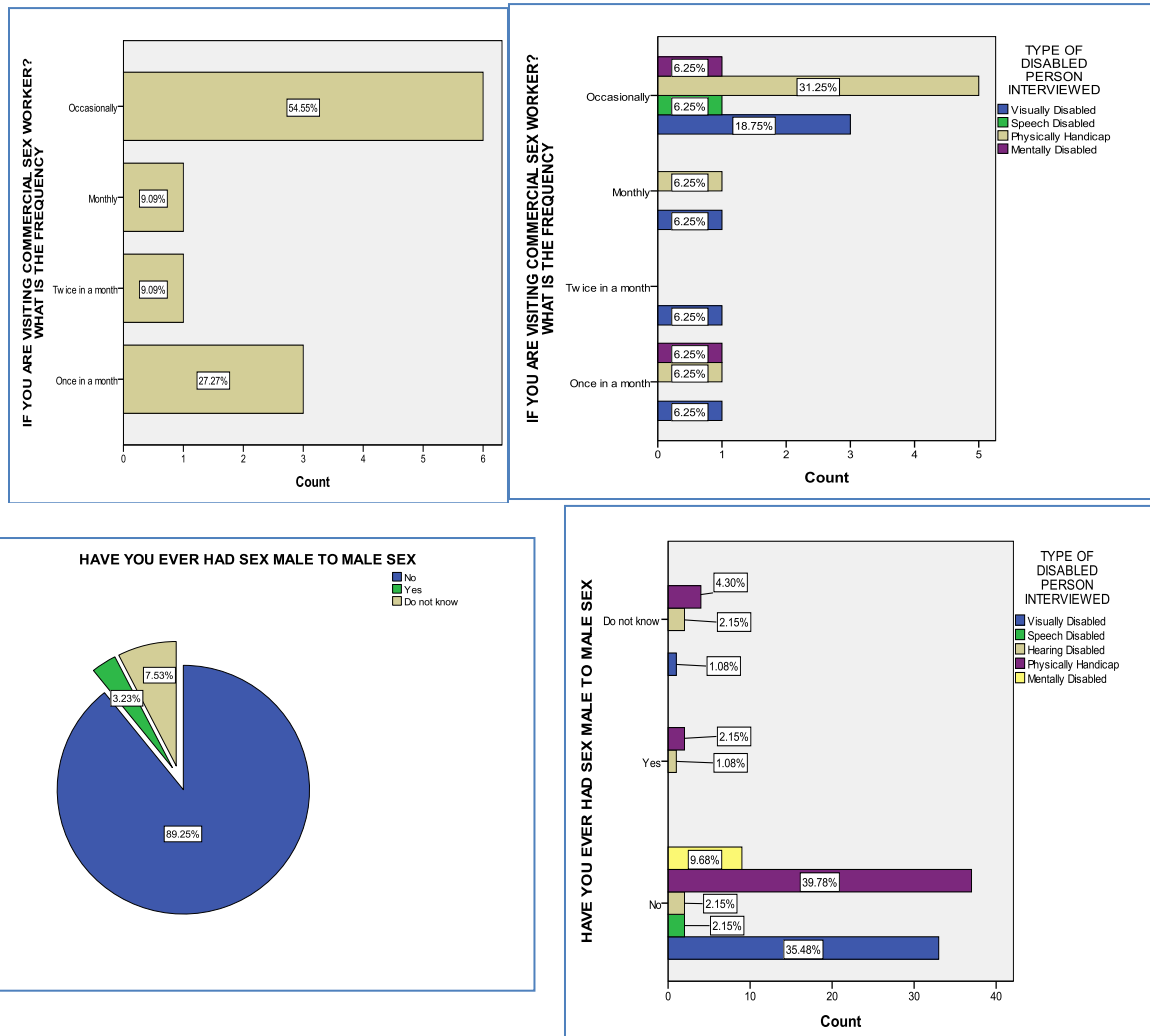 IF YOU ARE VISITING COMMERCIAL SEX WORKER?
WHAT IS THE FREQUENCY
Occasionally
54.55%
Monthly
9.09%
Twice in a month
9.09%
Once in a month
27.27%
0 1 2 3 4 5 6
Count
IF YOU ARE VISITING COMMERCIAL SEX WORKER?
WHAT IS THE FREQUENCY
TYPE OF
DISABLED
PERSON
INTERVIEWED
Visually Disabled
Speech Disabled
Physically Handicap
Mentally Disabled
6.25%
31.25%
Occasionally
6.25%
18.75%
6.25%
Monthly
6.25%
Twice in a month
6.25%
6.25%
6.25%
Once in a month
6.25%
0 1 2 3 4 5
Count
HAVE YOU EVER HAD SEX MALE TO MALE SEX
No
Yes
Do not know
7.53%
3.23%
89.25%
HAVE YOU EVER HAD SEX MALE TO MALE SEX
TYPE OF
DISABLED
PERSON
INTERVIEWED
Visually Disabled
Speech Disabled
Hearing Disabled
Physically Handicap
Mentally Disabled
4.30%
Do not know
2.15%
1.08%
2.15%
Yes
1.08%
9.68%
39.78%
No
2.15%
2.15%
35.48%
0 10 20 30 40
Count